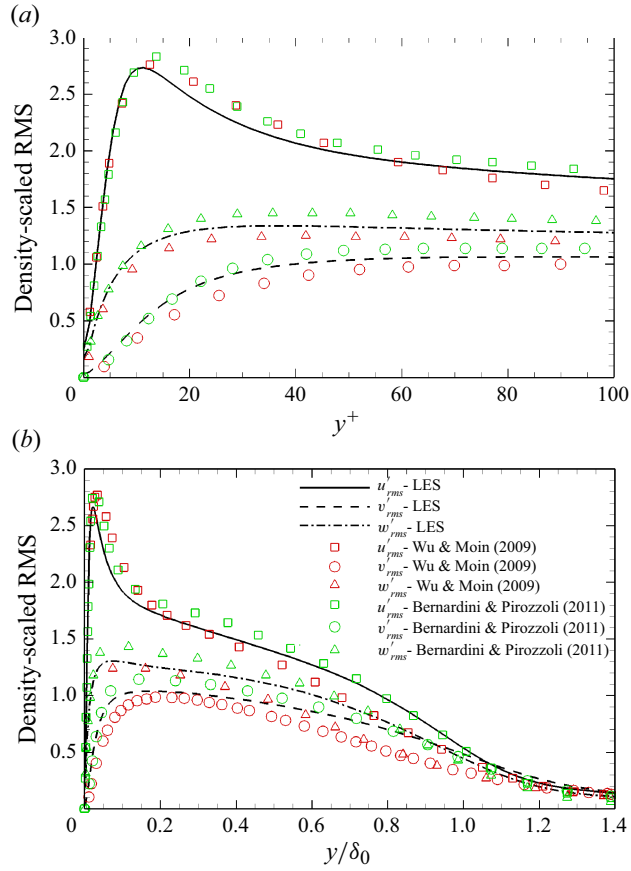 (a)
3.0
2.5
2.0
1.5
1.0
0.5
Density-scaled RMS
0 20 40 60 80 100
y+
(b)
3.0
2.5
2.0
1.5
1.0
0.5
Density-scaled RMS
u'rms- LES
v'rms- LES
w'rms- LES
u'rms- Wu & Moin (2009)
v'rms- Wu & Moin (2009)
w'rms- Wu & Moin (2009)
u'rms- Bernardini & Pirozzoli (2011)
v'rms- Bernardini & Pirozzoli (2011)
w'rms- Bernardini & Pirozzoli (2011)
0 0.2 0.4 0.6 0.8 1.0 1.2 1.4
y/δ0